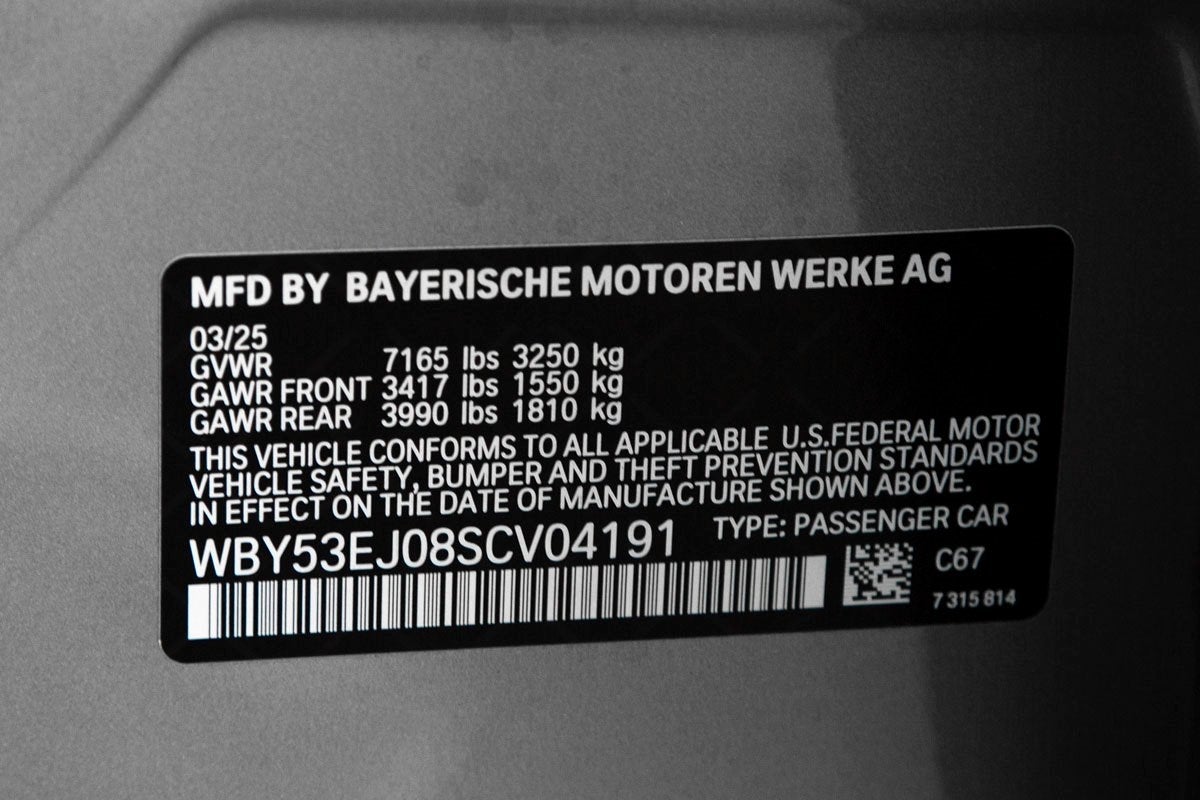 MFD BY BAYERISCHE MOTOREN WERKE AG
03/25
GVWR 7165 lbs 3250 kg
GAWR FRONT 3417 lbs 1550 kg
GAWR REAR 3990 lbs 1810 kg
THIS VEHICLE CONFORMS TO ALL APPLICABLE U.S.FEDERAL MOTOR
VEHICLE SAFETY, BUMPER AND THEFT PREVENTION STANDARDS
IN EFFECT ON THE DATE OF MANUFACTURE SHOWN ABOVE.
WBY53EJ08SCV04191 TYPE: PASSENGER CAR
C67
7 315 814